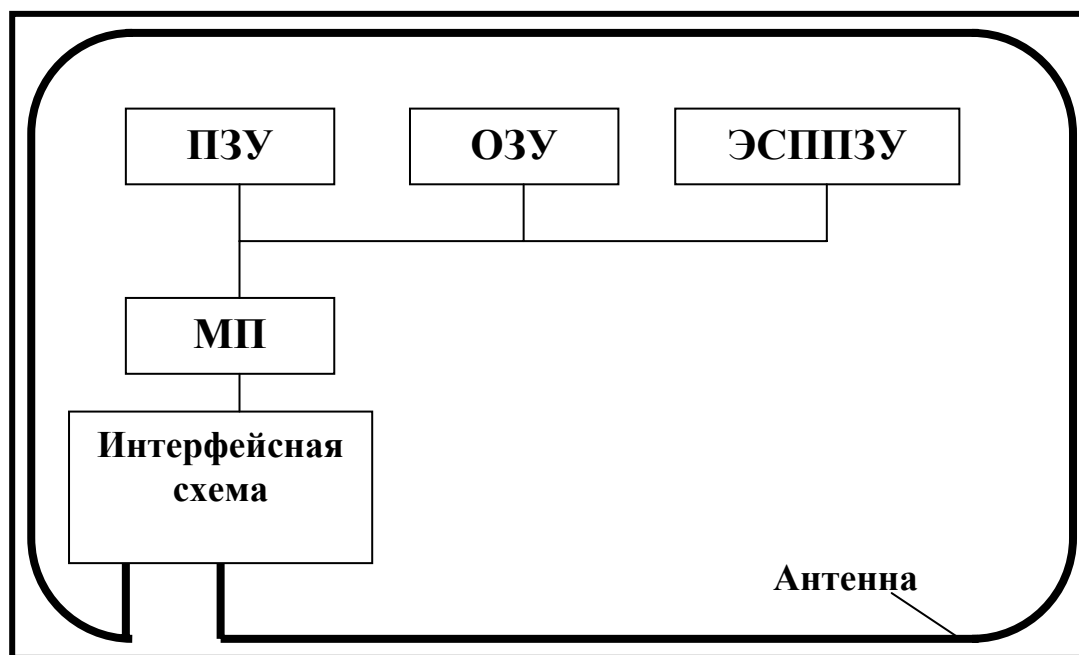 ПЗУ
ОЗУ
ЭСППЗУ
МП
Интерфейсная
схема
Антенна